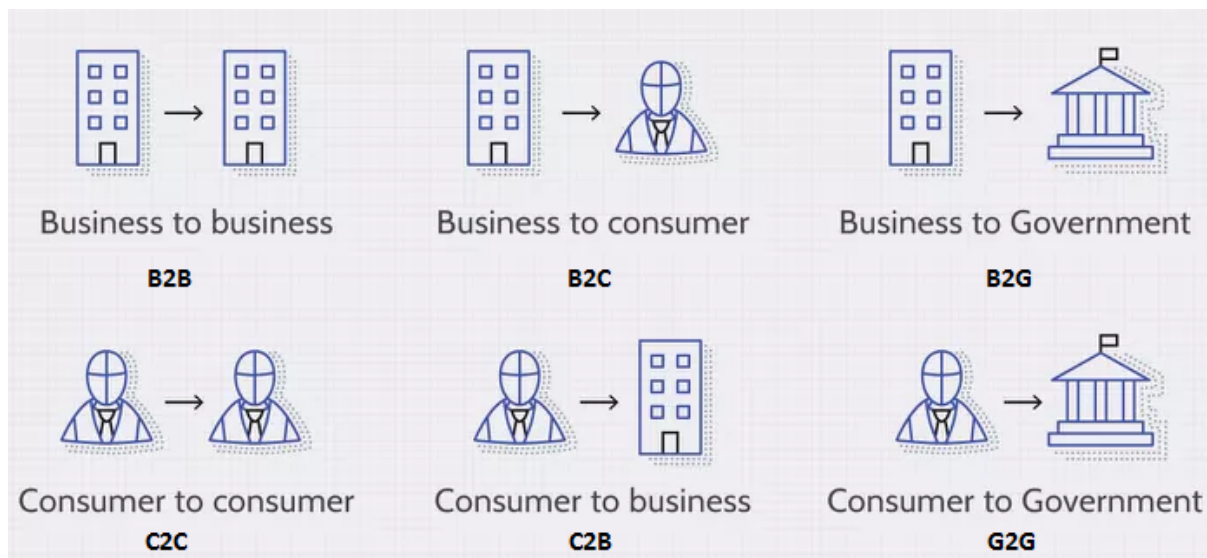 Business to business
B2B
Business to consumer
B2C
Business to Government
B2G
Consumer to consumer
C2C
Consumer to business
C2B
Consumer to Government
G2G